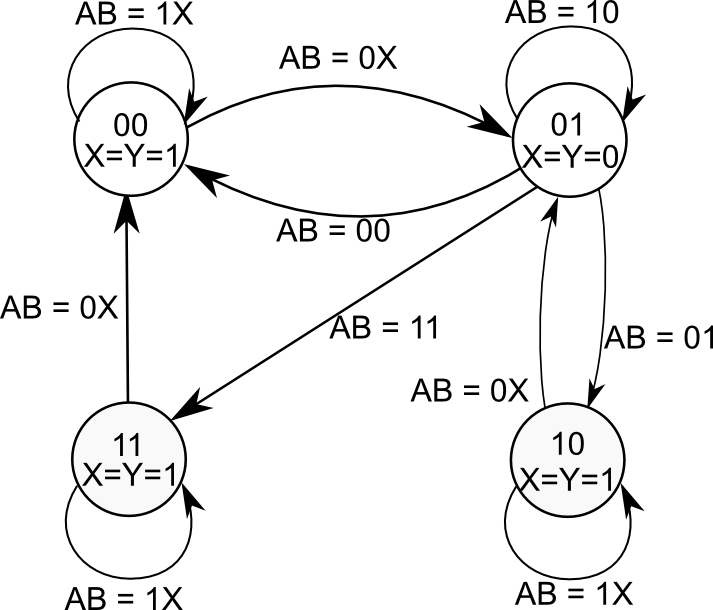 AB = 1X
AB = 10
AB = 0X
00
X=Y=1
01
X=Y=0
AB = 00
AB = 0X
AB = 11
AB = 01
AB = 0X
11
X=Y=1
10
X=Y=1
AB = 1X
AB = 1X